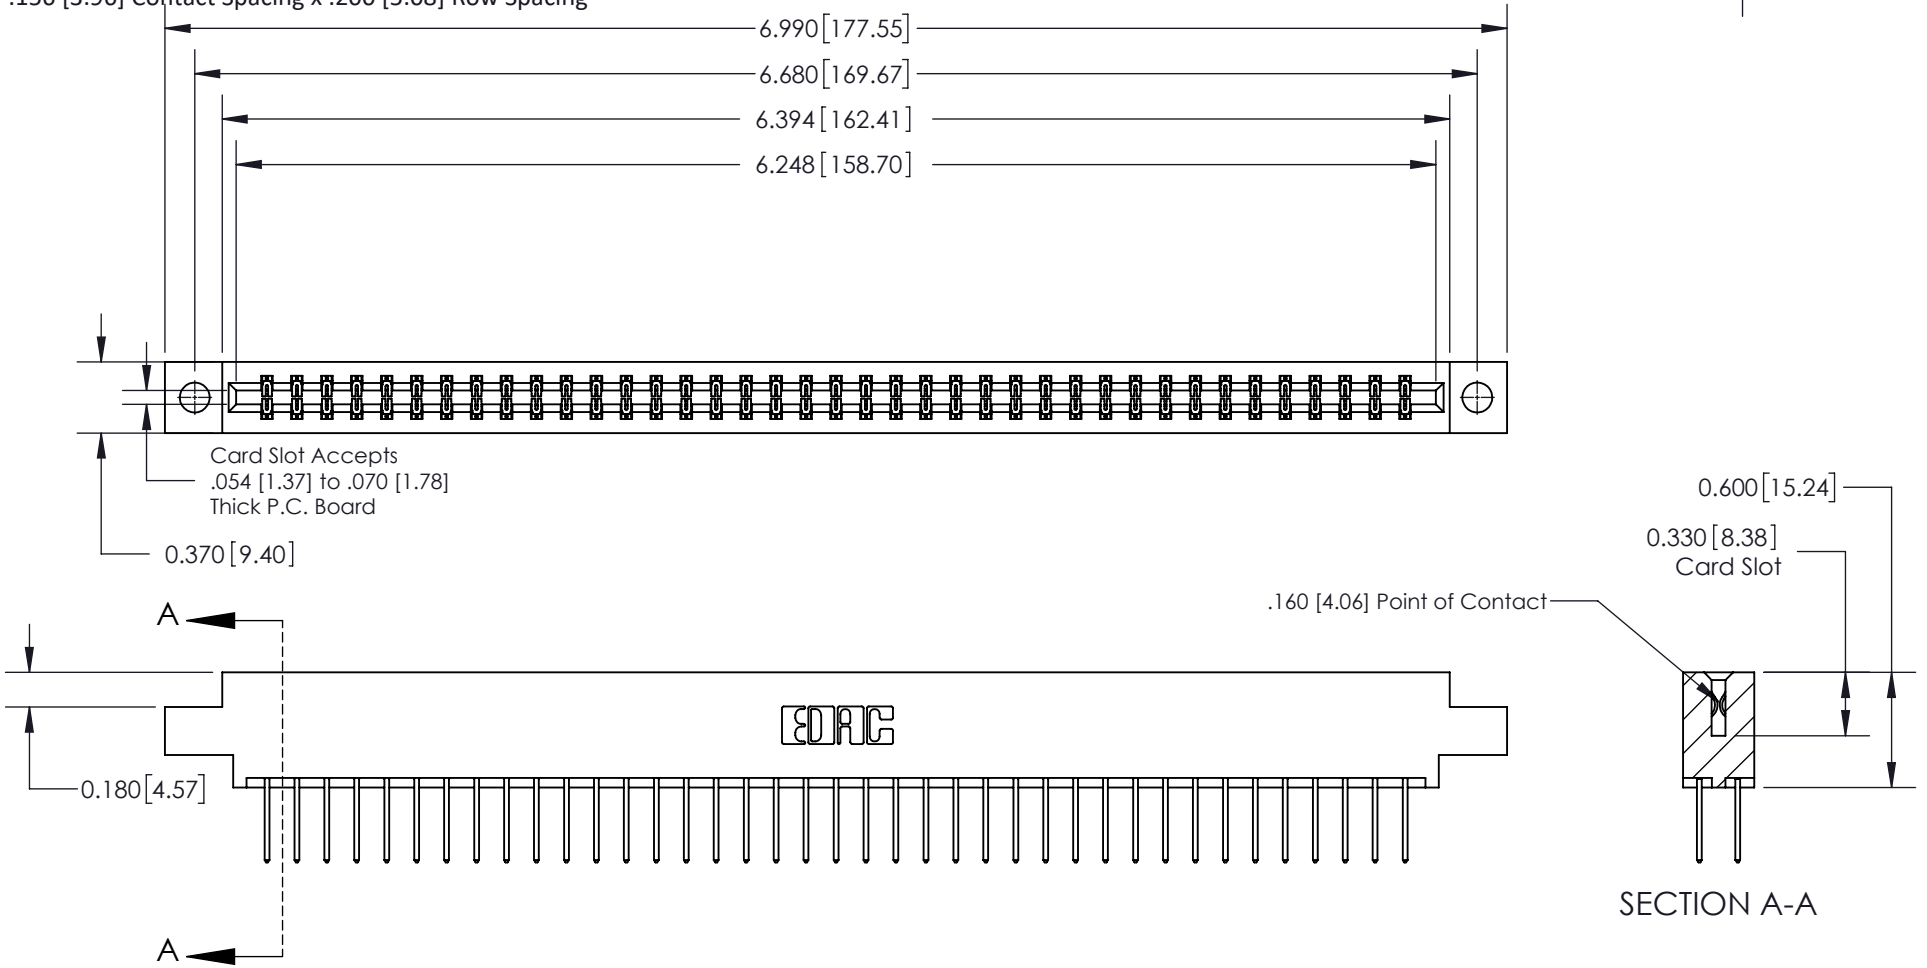 .156 [3.96] Contact Spacing x .200 [5.08] Row Spacing
6.990[177.55]
6.680[169.67]
6.394[162.41]
6.248[158.70]
Card Slot Accepts
.054 [1.37] to .070 [1.78]
Thick P.C. Board
0.370[9.40]
0.600[15.24]
0.330[8.38]
Card Slot
.160 [4.06] Point of Contact
A
EDAC
0.180[4.57]
SECTION A-A
A